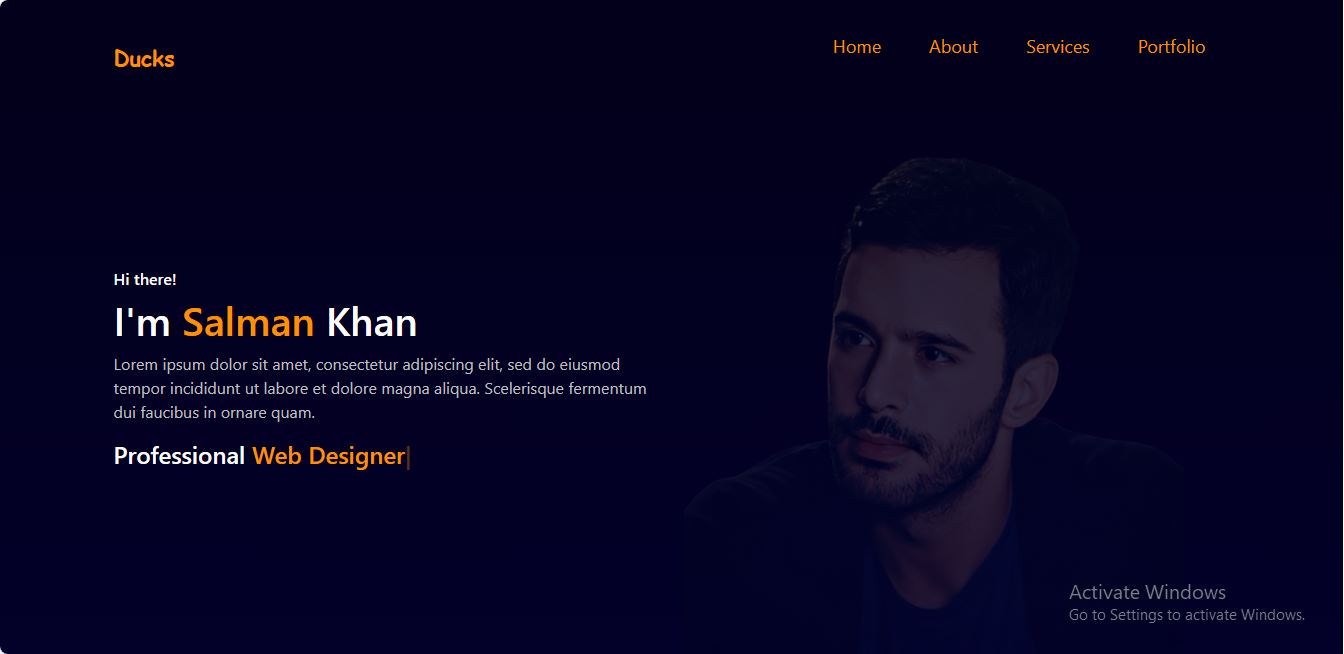 Ducks
Home About Services Portfolio
Hi there!
I'm Salman Khan
Lorem ipsum dolor sit amet, consectetur adipiscing elit, sed do eiusmod
tempor incididunt ut labore et dolore magna aliqua. Scelerisque fermentum
dui faucibus in ornare quam.
Professional Web Designer|
Activate Windows
Go to Settings to activate Windows.